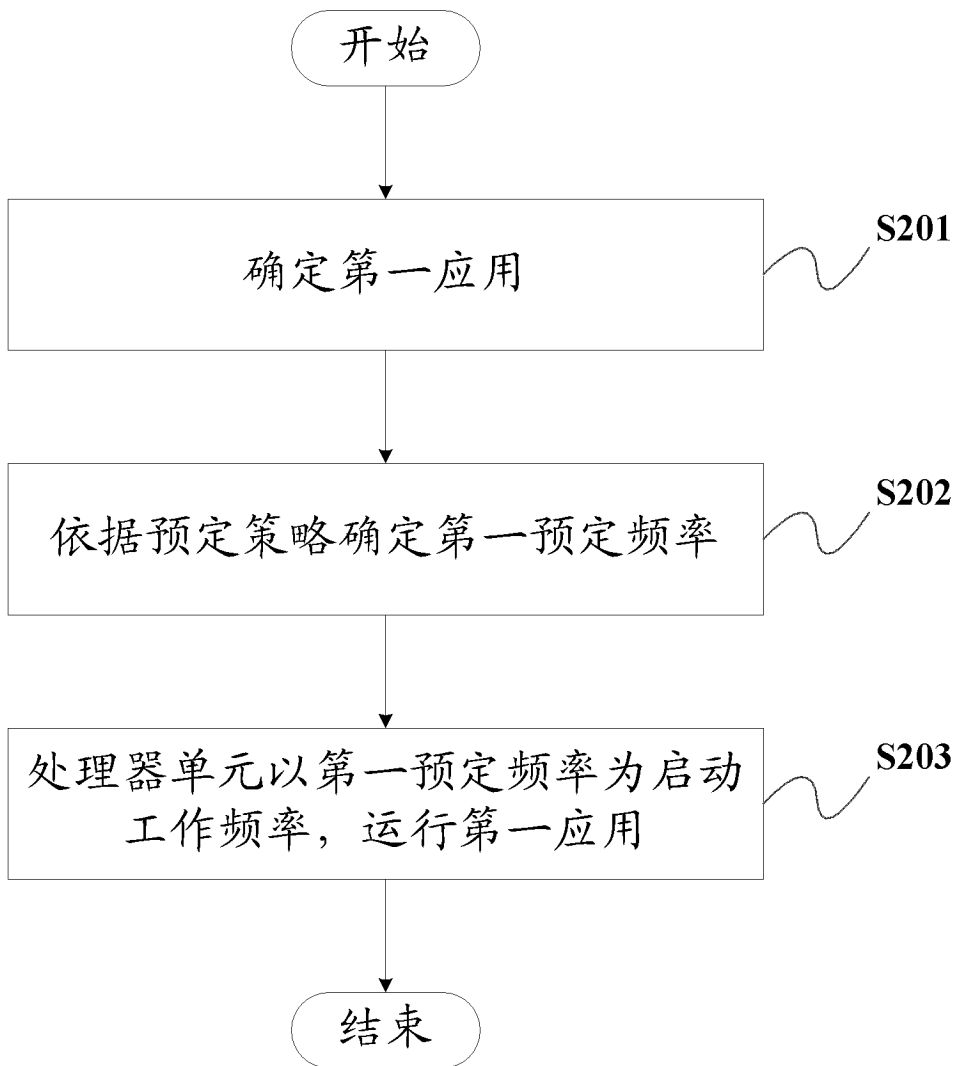 开始
确定第一应用
S201
依据预定策略确定第一预定频率
S202
处理器单元以第一预定频率为启动
工作频率，运行第一应用
S203
结束